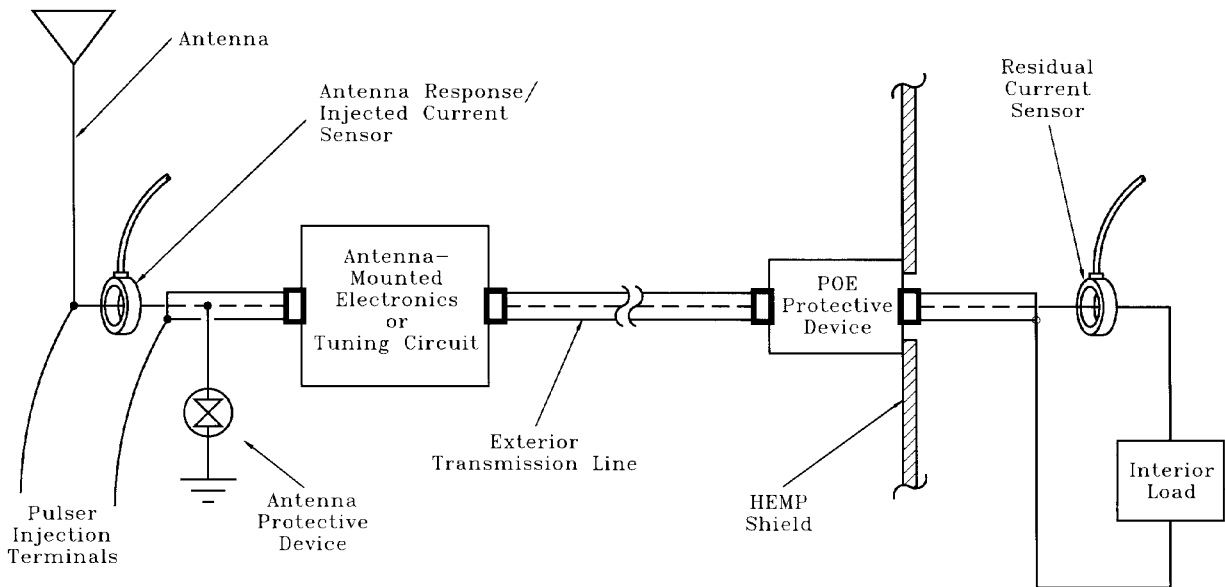 Antenna
Antenna Response/
Injected Current
Sensor
Residual
Current
Sensor
Antenna-
Mounted
Electronics
or
Tuning Circuit
POE
Protective
Device
Exterior
Transmission Line
HEMP
Shield
Interior
Load
Antenna
Protective
Device
Pulser
Injection
Terminals